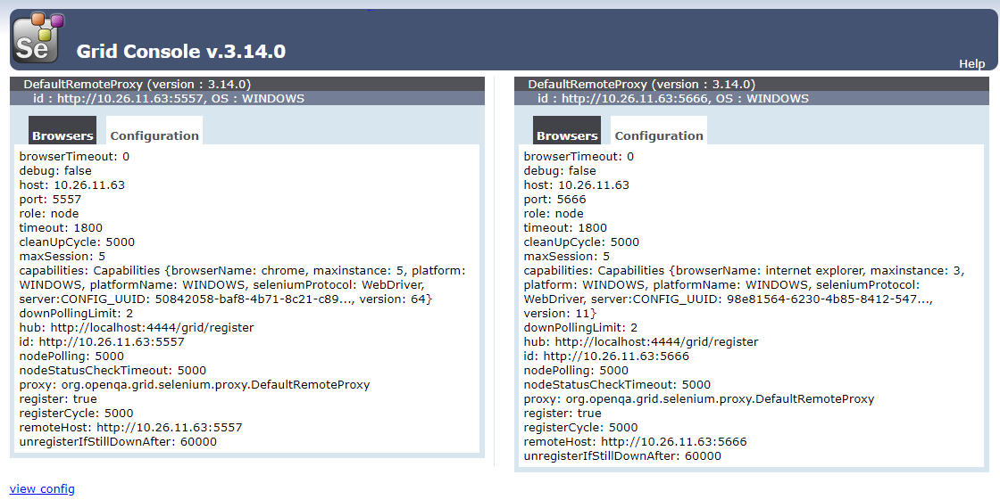 Se
Grid Console v.3.14.0
Help
DefaultRemoteProxy (version : 3.14.0)
id : http://10.26.11.63:5557, OS : WINDOWS
Browsers
Configuration
browserTimeout: 0
debug: false
host: 10.26.11.63
port: 5557
role: node
timeout: 1800
cleanUpCycle: 5000
maxSession: 5
capabilities: Capabilities {browserName: chrome, maxinstance: 5, platform:
WINDOWS, platformName: WINDOWS, seleniumProtocol: WebDriver,
server:CONFIG_UUID: 50842058-baf8-4b71-8c21-c89..., version: 64}
downPollingLimit: 2
hub: http://localhost:4444/grid/register
id: http://10.26.11.63:5557
nodePolling: 5000
nodeStatusCheckTimeout: 5000
proxy: org.openqa.grid.selenium.proxy.DefaultRemoteProxy
register: true
registerCycle: 5000
remoteHost: http://10.26.11.63:5557
unregisterIfStillDownAfter: 60000
DefaultRemoteProxy (version : 3.14.0)
id : http://10.26.11.63:5666, OS : WINDOWS
Browsers
Configuration
browserTimeout: 0
debug: false
host: 10.26.11.63
port: 5666
role: node
timeout: 1800
cleanUpCycle: 5000
maxSession: 5
capabilities: Capabilities {browserName: internet explorer, maxinstance: 3,
platform: WINDOWS, platformName: WINDOWS, seleniumProtocol:
WebDriver, server:CONFIG_UUID: 98e81564-6230-4b85-8412-547...,
version: 11}
downPollingLimit: 2
hub: http://localhost:4444/grid/register
id: http://10.26.11.63:5666
nodePolling: 5000
nodeStatusCheckTimeout: 5000
proxy: org.openqa.grid.selenium.proxy.DefaultRemoteProxy
register: true
registerCycle: 5000
remoteHost: http://10.26.11.63:5666
unregisterIfStillDownAfter: 60000
view config